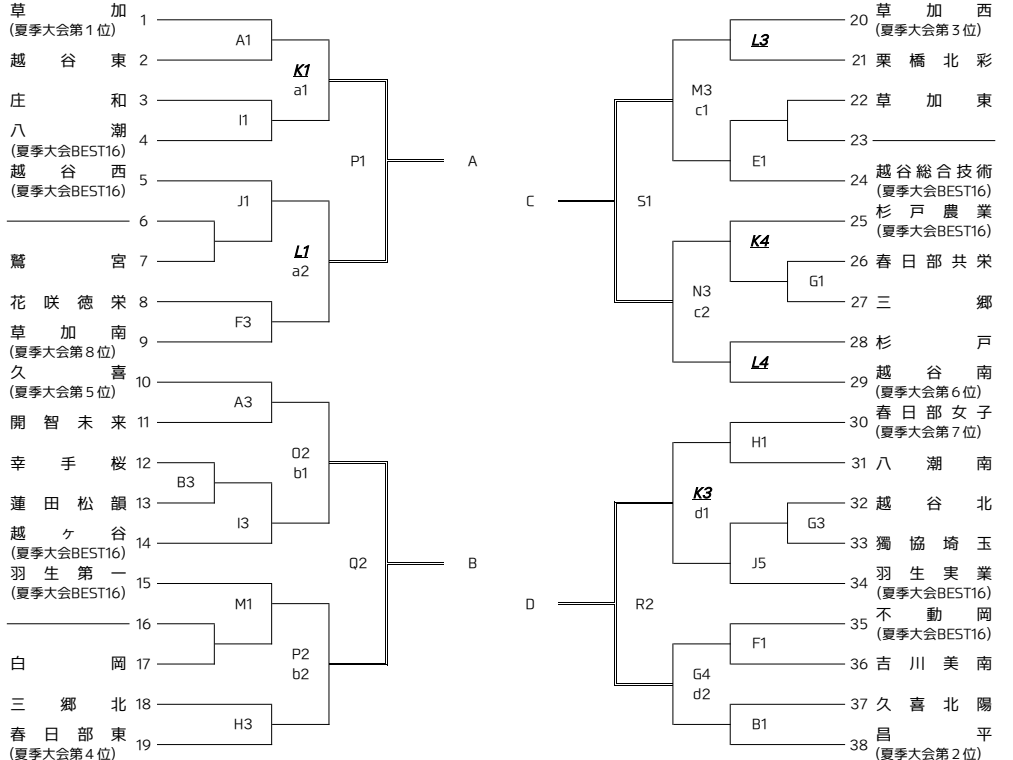 草加 1
(夏季大会第1位)
A1
越谷東 2
K1
a1
庄和 3
I1
八潮 4
(夏季大会BEST16)
P1
A
越谷西 5
(夏季大会BEST16)
J1
6
L1
a2
鷲宮 7
花咲徳栄 8
F3
草加南 9
(夏季大会第8位)
久喜 10
(夏季大会第5位)
A3
開智未来 11
O2
b1
幸手桜 12
B3
蓮田松韻 13
I3
越ヶ谷 14
(夏季大会BEST16)
Q2
B
羽生第一 15
(夏季大会BEST16)
M1
16
P2
b2
白岡 17
三郷北 18
H3
春日部東 19
(夏季大会第4位)
20 草加西
(夏季大会第3位)
L3
21 栗橋北彩
M3
c1
22 草加東
23
E1
24 越谷総合技術
(夏季大会BEST16)
C
S1
25 杉戸農業
(夏季大会BEST16)
K4
26 春日部共栄
G1
27 三郷
N3
c2
28 杉戸
L4
29 越谷南
(夏季大会第6位)
30 春日部女子
(夏季大会第7位)
H1
31 八潮南
K3
d1
32 越谷北
G3
33 獨協埼玉
J5
34 羽生実業
(夏季大会BEST16)
D
R2
35 不動岡
(夏季大会BEST16)
F1
36 吉川美南
G4
d2
37 久喜北陽
B1
38 昌平
(夏季大会第2位)